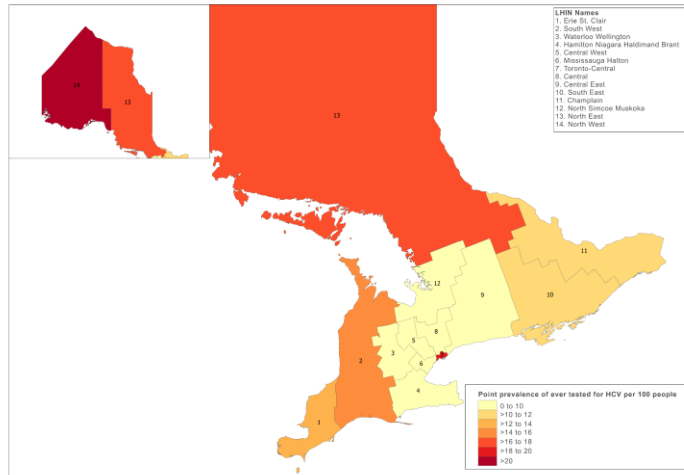 LHIN Names
1. Erie St. Clair
2. South West
3. Waterloo Wellington
4. Hamilton Niagara Haldimand Brant
5. Central West
6. Mississauga Halton
7. Toronto-Central
8. Central
9. Central East
10. South East
11. Champlain
12. North Simcoe Muskoka
13. North East
14. North West
14
13
13
11
12
9
10
8
5
3
2
6
4
1
Point prevalence of ever tested for HCV per 100 people
0 to 10
>10 to 12
>12 to 14
>14 to 16
>16 to 18
>18 to 20
>20